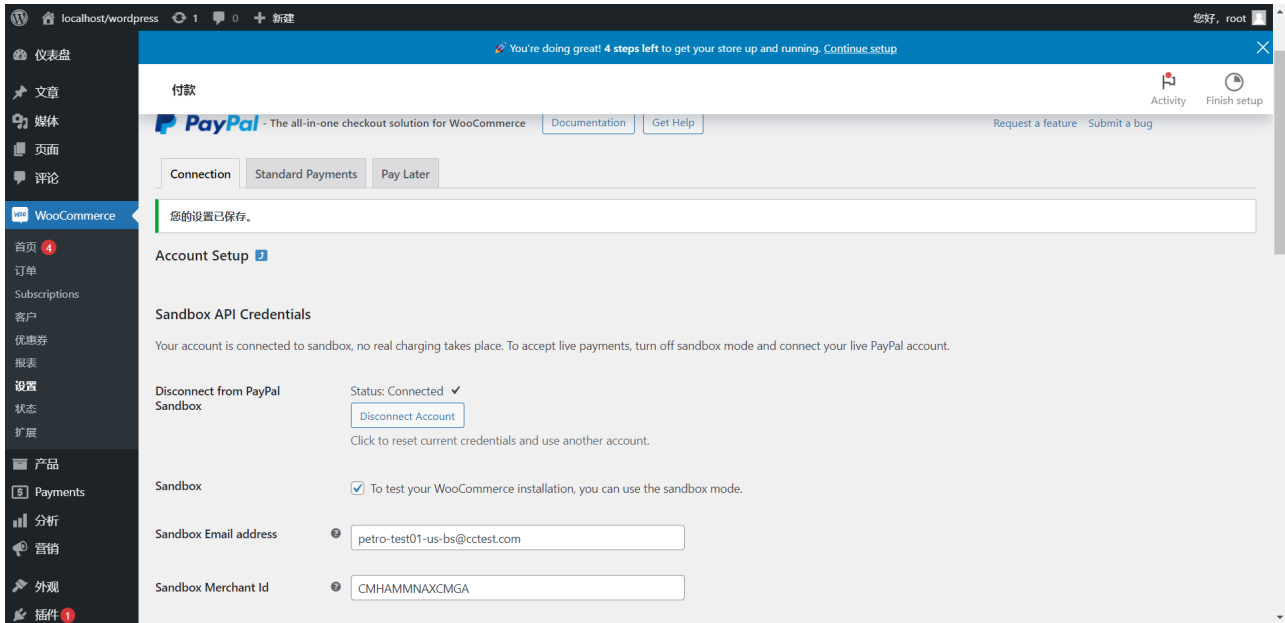 localhost/wordpress 1 0 新建 您好, root
You're doing great! 4 steps left to get your store up and running. Continue setup
仪表盘
文章
媒体
页面
评论
WooCommerce
首页 4
订单
Subscriptions
客户
优惠券
报表
设置
状态
扩展
产品
Payments
分析
营销
外观
插件 1
付款
Activity
Finish setup
PayPal - The all-in-one checkout solution for WooCommerce Documentation Get Help Request a feature Submit a bug
Connection Standard Payments Pay Later
您的设置已保存。
Account Setup
Sandbox API Credentials
Your account is connected to sandbox, no real charging takes place. To accept live payments, turn off sandbox mode and connect your live PayPal account.
Disconnect from PayPal
Sandbox
Status: Connected
Disconnect Account
Click to reset current credentials and use another account.
Sandbox
To test your WooCommerce installation, you can use the sandbox mode.
Sandbox Email address
petro-test01-us-bs@cctest.com
Sandbox Merchant Id
CMHAMMNAXCMGA